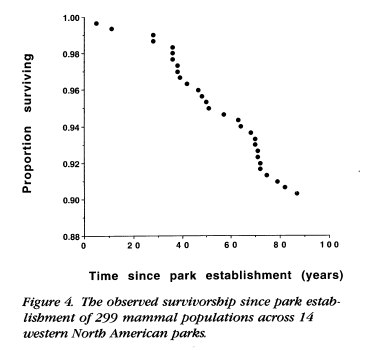 1.00
0.98
0.96
0.94
0.92
0.90
0.88
Proportion surviving
0 20 40 60 80 100
Time since park establishment (years)
Figure 4. The observed survivorship since park estab-
lishment of 299 mammal populations across 14
western North American parks.